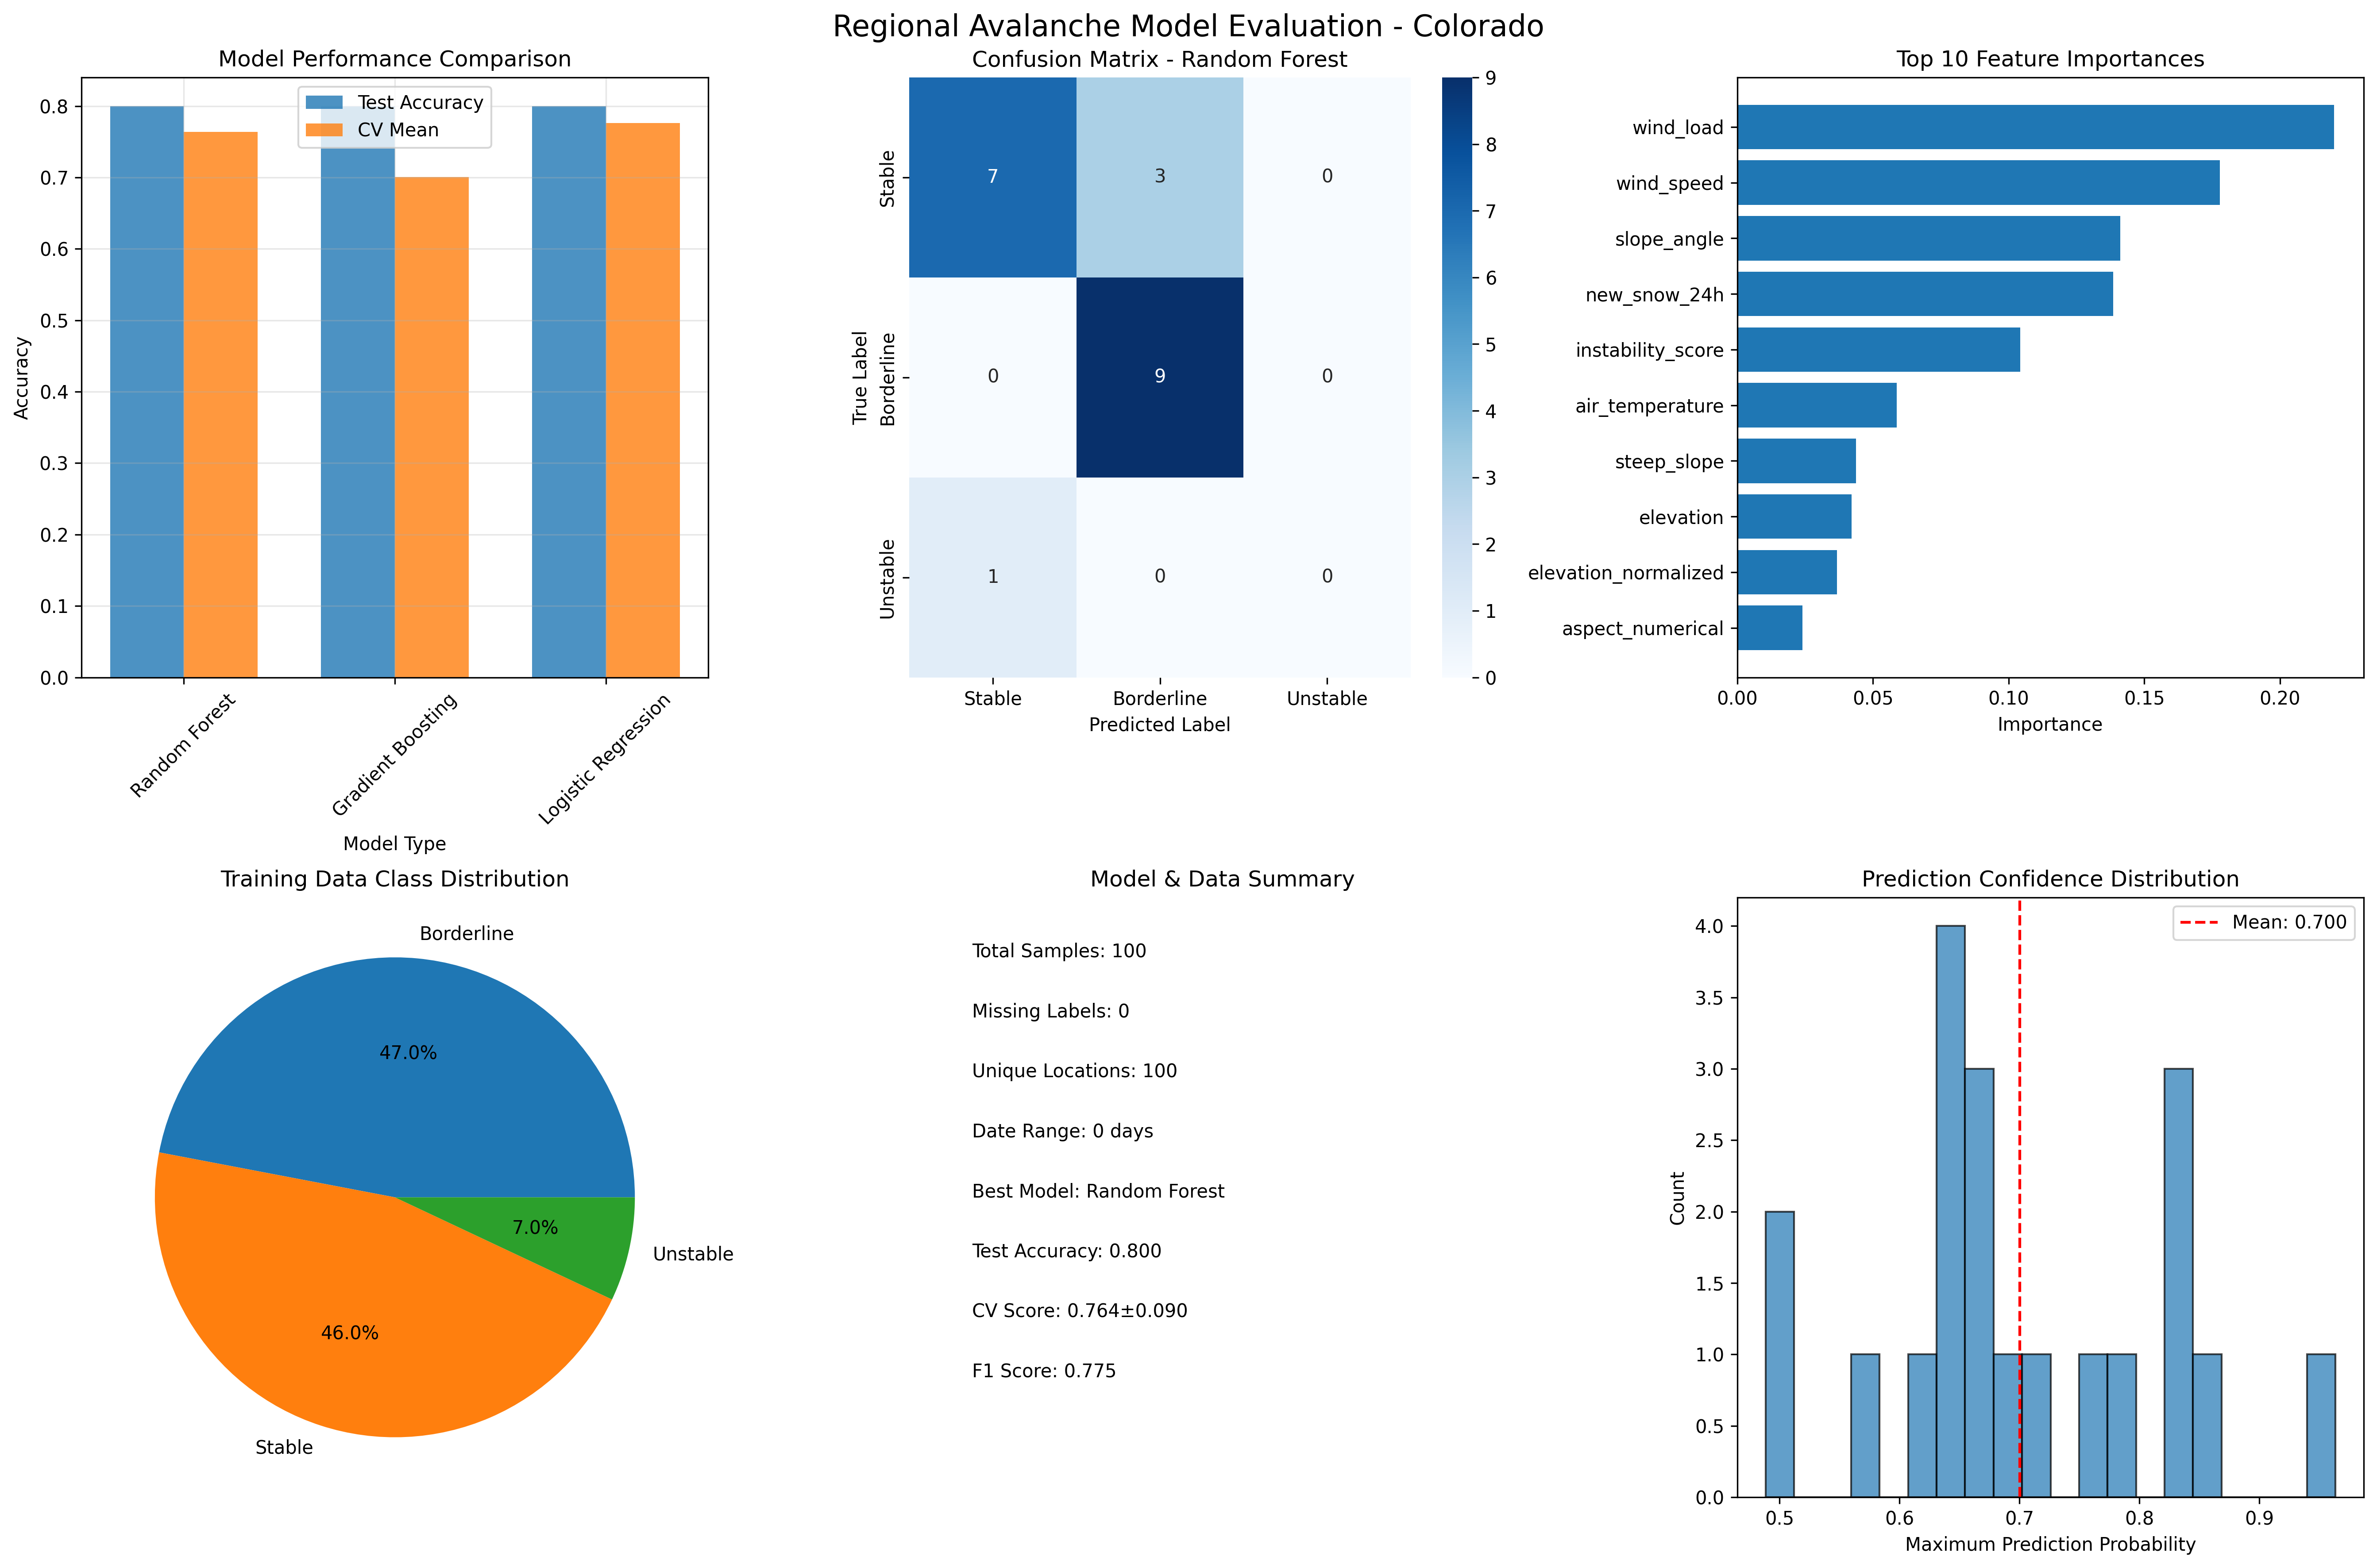 Regional Avalanche Model Evaluation - Colorado
Model Performance Comparison
Test Accuracy
CV Mean
Accuracy
0.8
0.7
0.6
0.5
0.4
0.3
0.2
0.1
0.0
Random Forest
Gradient Boosting
Logistic Regression
Model Type
Confusion Matrix - Random Forest
True Label
Stable
Borderline
Unstable
7
3
0
0
9
0
1
0
0
Stable
Borderline
Unstable
Predicted Label
9
8
7
6
5
4
3
2
1
0
Top 10 Feature Importances
wind_load
wind_speed
slope_angle
new_snow_24h
instability_score
air_temperature
steep_slope
elevation
elevation_normalized
aspect_numerical
0.00
0.05
0.10
0.15
0.20
Importance
Training Data Class Distribution
Borderline
47.0%
7.0%
Unstable
46.0%
Stable
Model & Data Summary
Total Samples: 100
Missing Labels: 0
Unique Locations: 100
Date Range: 0 days
Best Model: Random Forest
Test Accuracy: 0.800
CV Score: 0.764±0.090
F1 Score: 0.775
Prediction Confidence Distribution
Mean: 0.700
Count
4.0
3.5
3.0
2.5
2.0
1.5
1.0
0.5
0.0
0.5
0.6
0.7
0.8
0.9
Maximum Prediction Probability